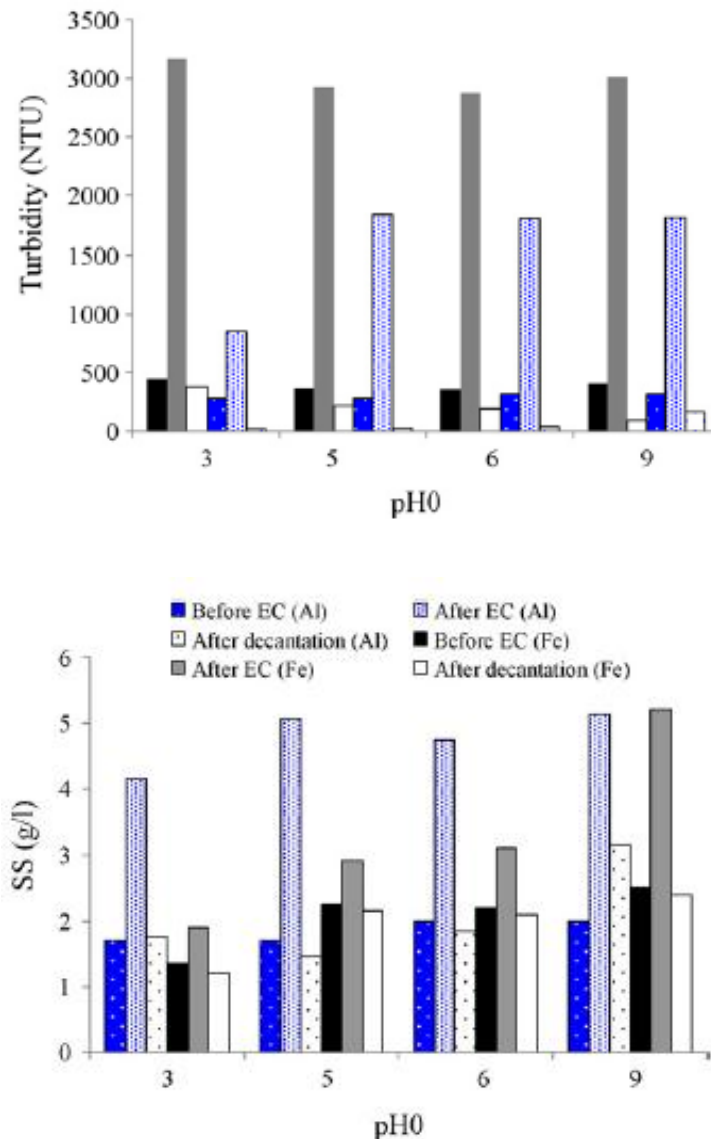 Turbidity (NTU)
3500
3000
2500
2000
1500
1000
500
0
3 5 6 9
pH0
Before EC (Al) After EC (Al)
After decantation (Al) Before EC (Fe)
After EC (Fe) After decantation (Fe)
SS (g/l)
6
5
4
3
2
1
0
3 5 6 9
pH0